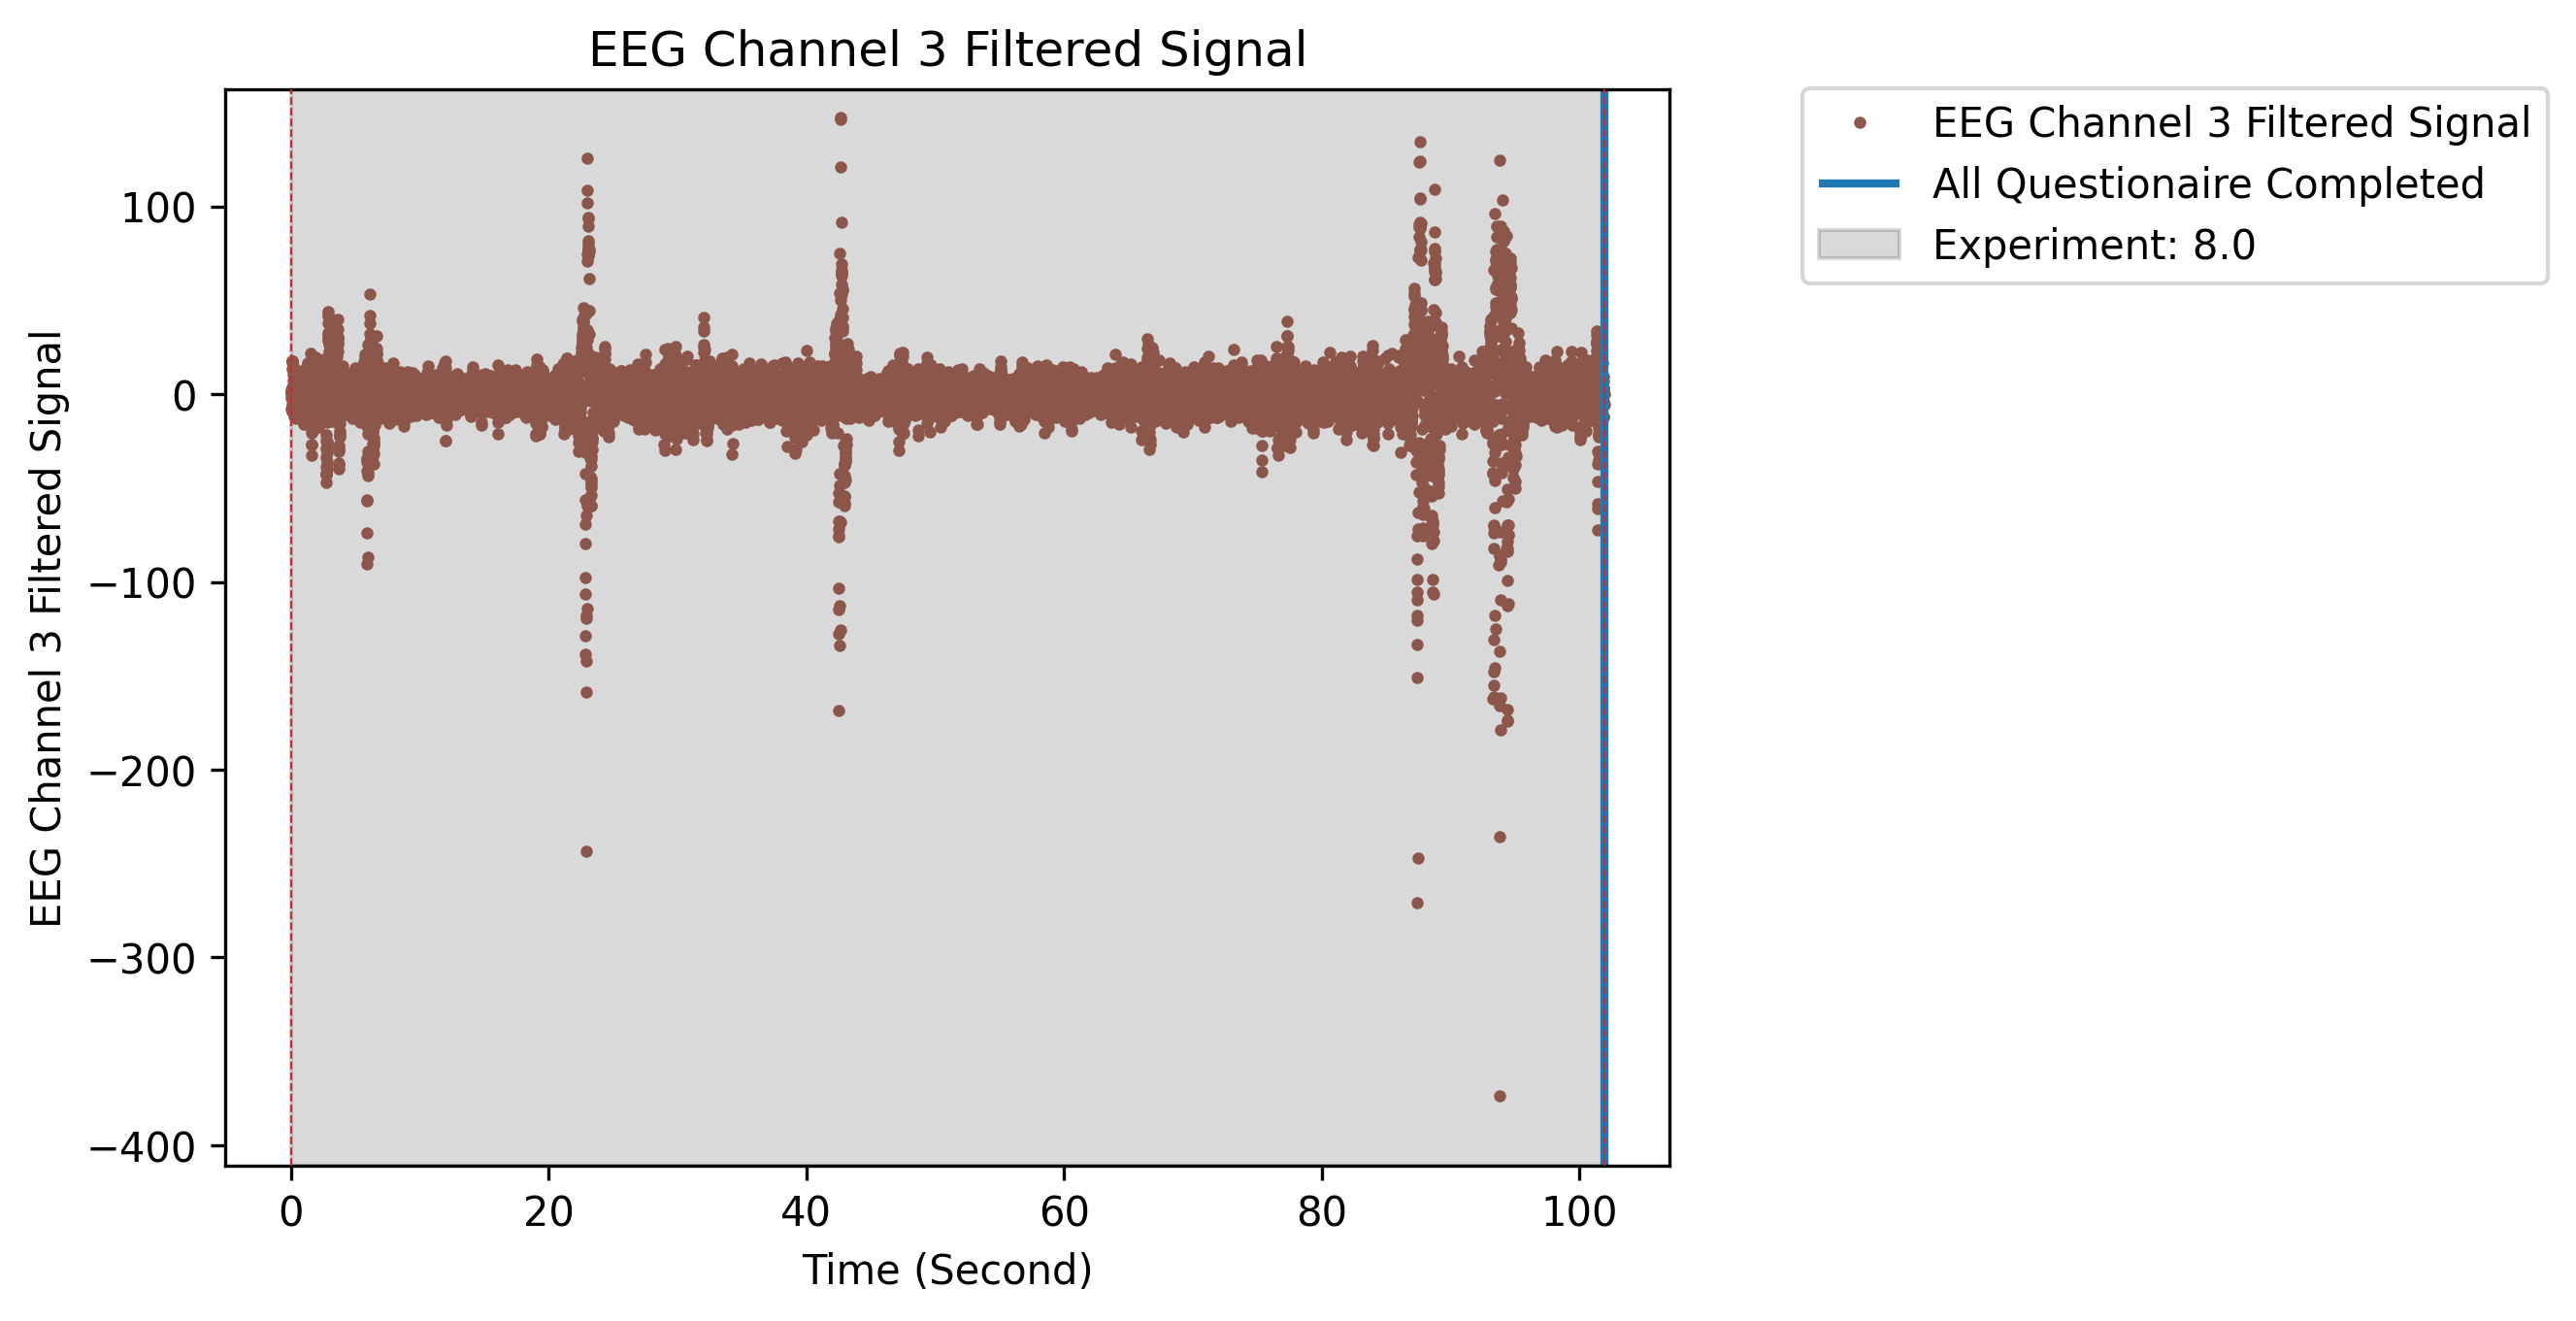 EEG Channel 3 Filtered Signal
EEG Channel 3 Filtered Signal
All Questionaire Completed
Experiment: 8.0
EEG Channel 3 Filtered Signal
100
0
−100
−200
−300
−400
0 20 40 60 80 100
Time (Second)